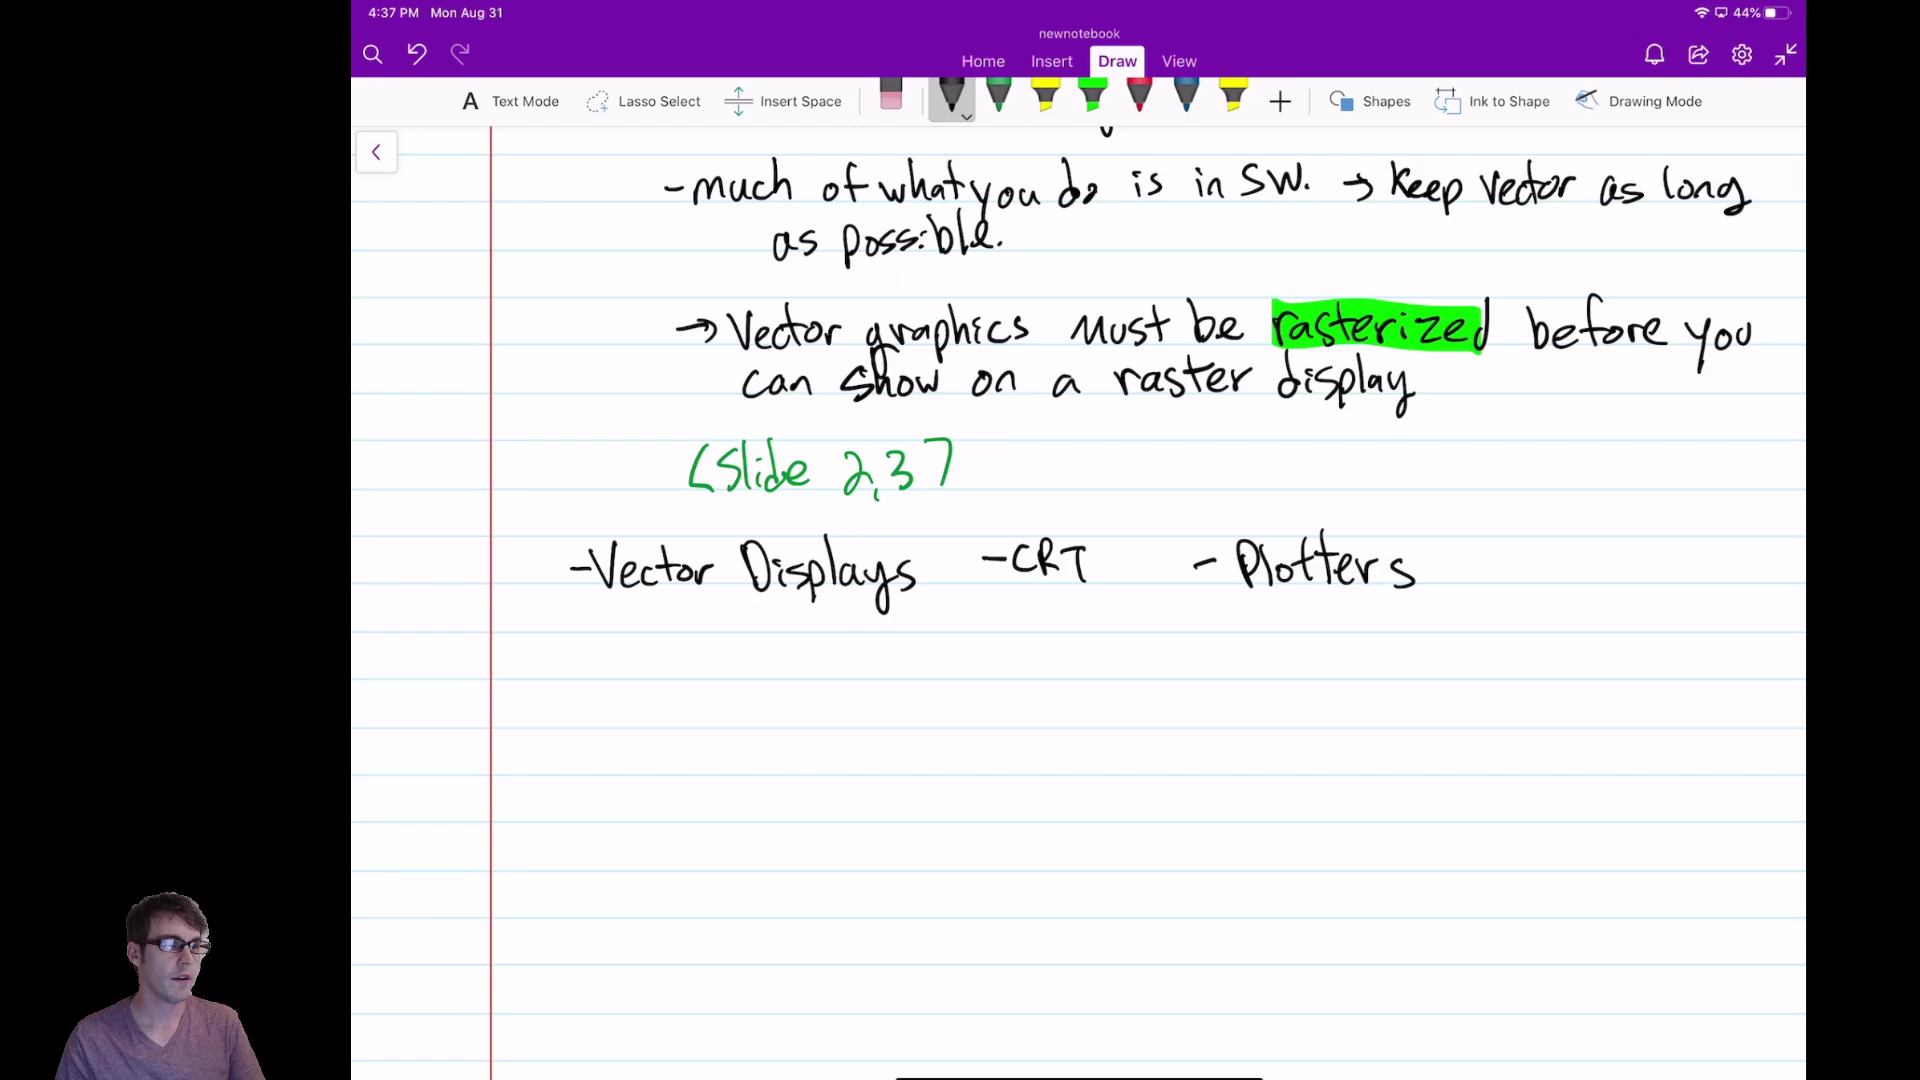 4:37 PM Mon Aug 31
44%
newnotebook
Home Insert Draw View
A Text Mode Lasso Select Insert Space Shapes Ink to Shape Drawing Mode
- much of what you do is in SW. → Keep vector as long
as possible.
→ Vector graphics must be rasterized before you
can show on a raster display
(Slide 2,3)
- Vector Displays - CRT - Plotters